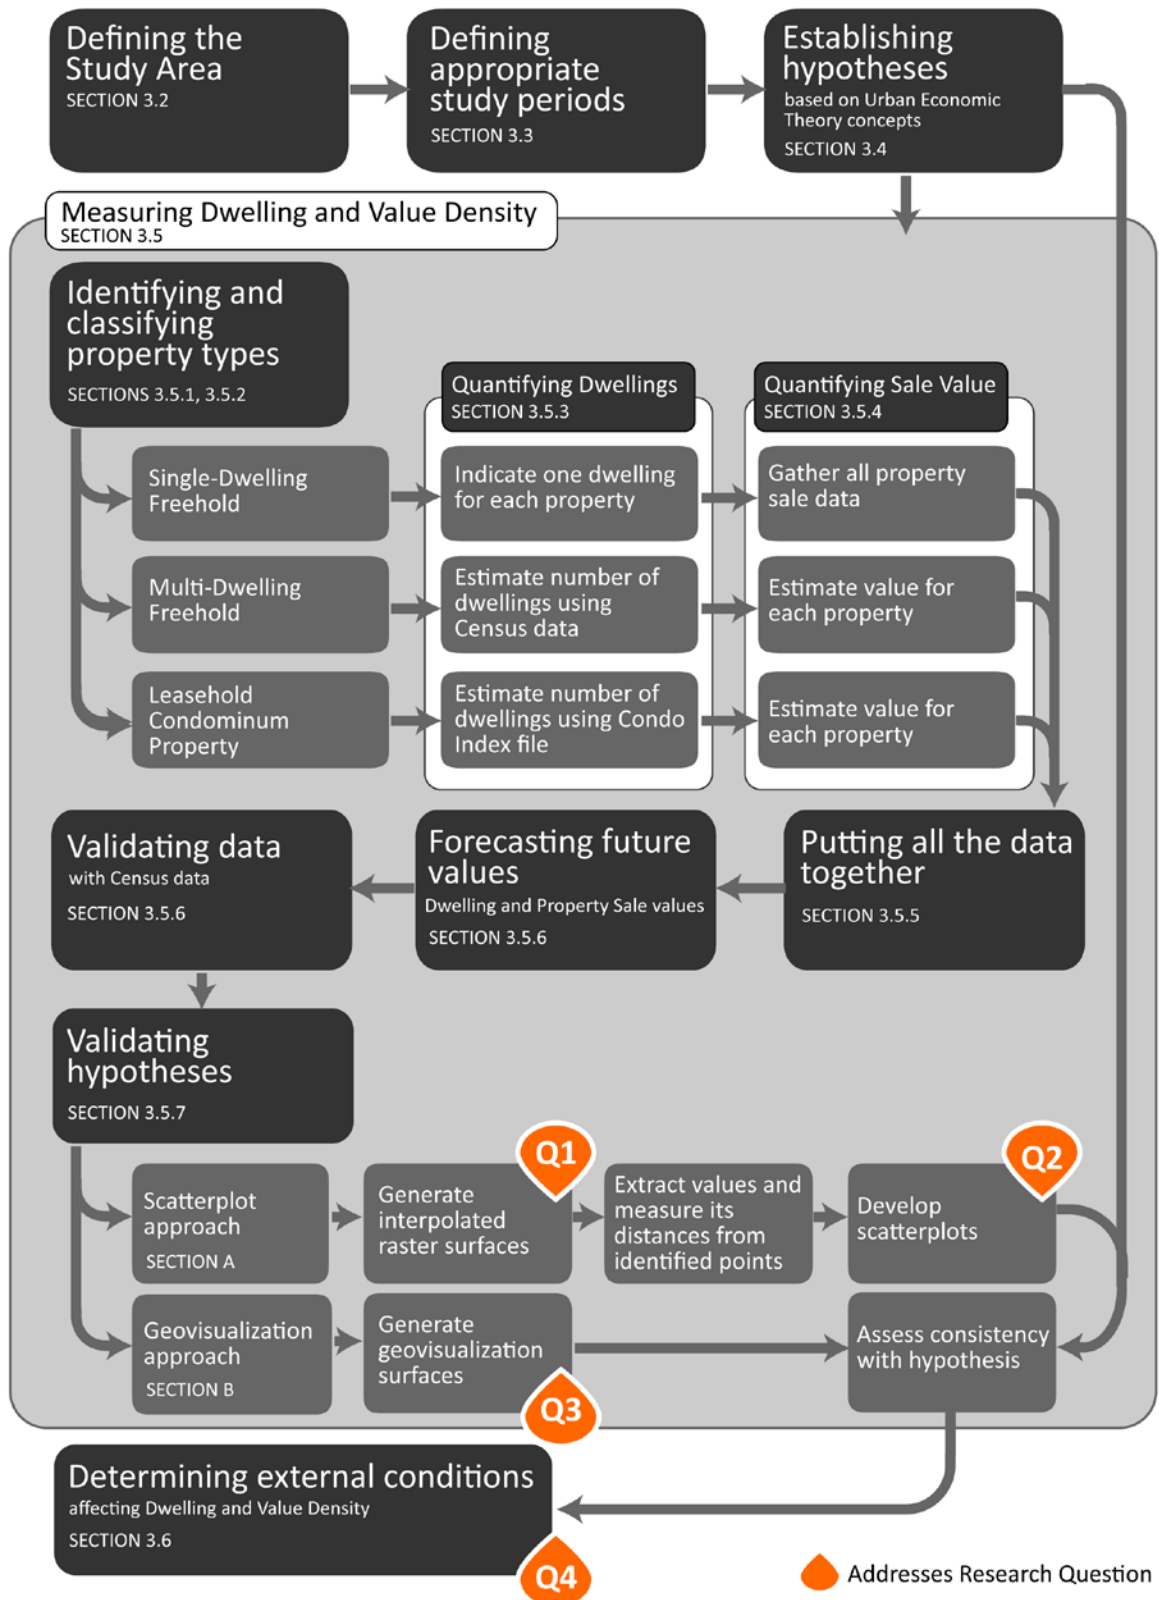 Defining the
Study Area
SECTION 3.2
Defining
appropriate
study periods
SECTION 3.3
Establishing
hypotheses
based on Urban Economic
Theory concepts
SECTION 3.4
Measuring Dwelling and Value Density
SECTION 3.5
Identifying and
classifying
property types
SECTIONS 3.5.1, 3.5.2
Quantifying Dwellings
SECTION 3.5.3
Quantifying Sale Value
SECTION 3.5.4
Single-Dwelling
Freehold
Indicate one dwelling
for each property
Gather all property
sale data
Multi-Dwelling
Freehold
Estimate number of
dwellings using
Census data
Estimate value for
each property
Leasehold
Condominum
Property
Estimate number of
dwellings using Condo
Index file
Estimate value for
each property
Validating data
with Census data
SECTION 3.5.6
Forecasting future
values
Dwelling and Property Sale values
SECTION 3.5.6
Putting all the data
together
SECTION 3.5.5
Validating
hypotheses
SECTION 3.5.7
Scatterplot
approach
SECTION A
Generate
interpolated
raster surfaces
Q1
Extract values and
measure its
distances from
identified points
Develop
scatterplots
Q2
Geovisualization
approach
SECTION B
Generate
geovisualization
surfaces
Q3
Assess consistency
with hypothesis
Determining external conditions
affecting Dwelling and Value Density
SECTION 3.6
Q4
Addresses Research Question